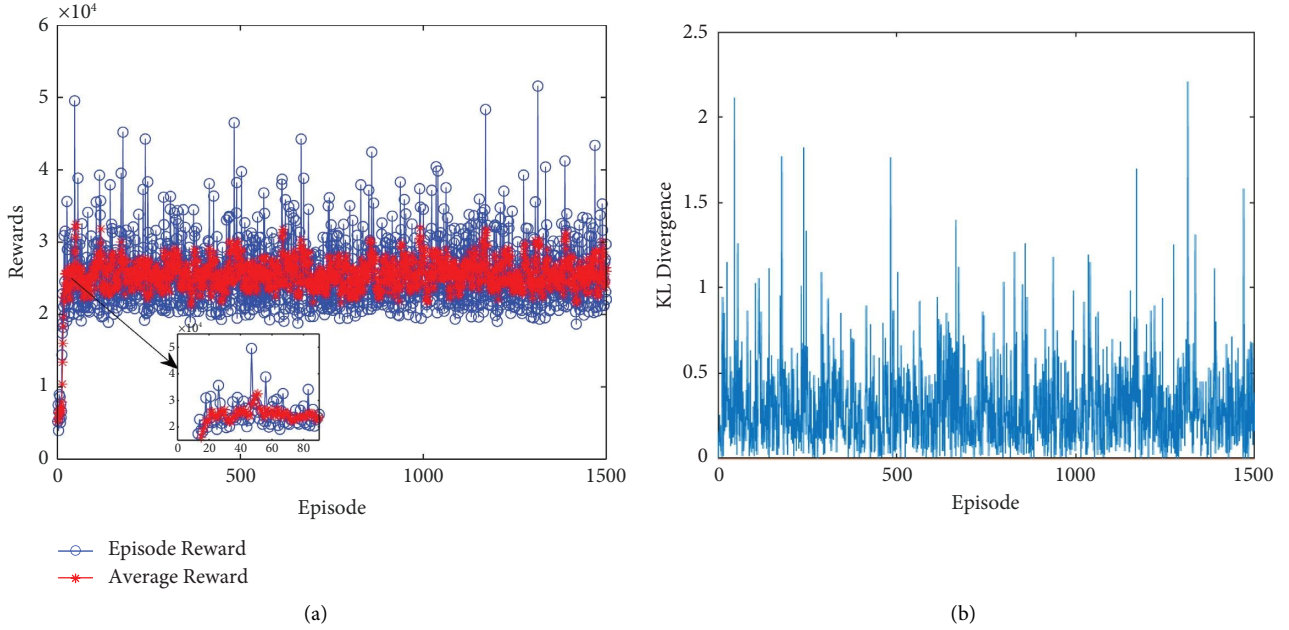 ×10⁴
6
5
4
3
2
1
0
Rewards
0 500 1000 1500
Episode
×10⁴
5
4
3
2
0 20 40 60 80
Episode Reward
Average Reward
(a)
2.5
2
1.5
1
0.5
0
KL Divergence
0 500 1000 1500
Episode
(b)